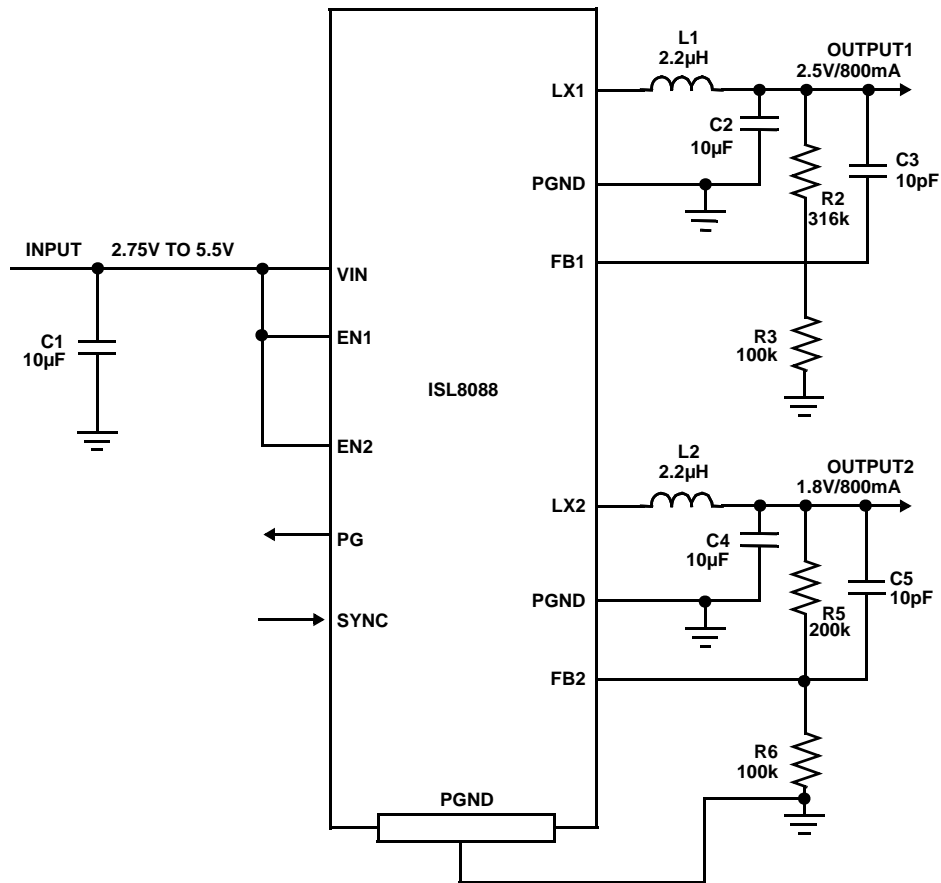 L1
2.2µH
OUTPUT1
2.5V/800mA
LX1
C2
10µF
C3
10pF
PGND
R2
316k
INPUT
2.75V TO 5.5V
FB1
VIN
C1
10µF
EN1
R3
100k
ISL8088
EN2
L2
2.2µH
OUTPUT2
1.8V/800mA
LX2
PG
C4
10µF
C5
10pF
PGND
SYNC
R5
200k
FB2
R6
100k
PGND